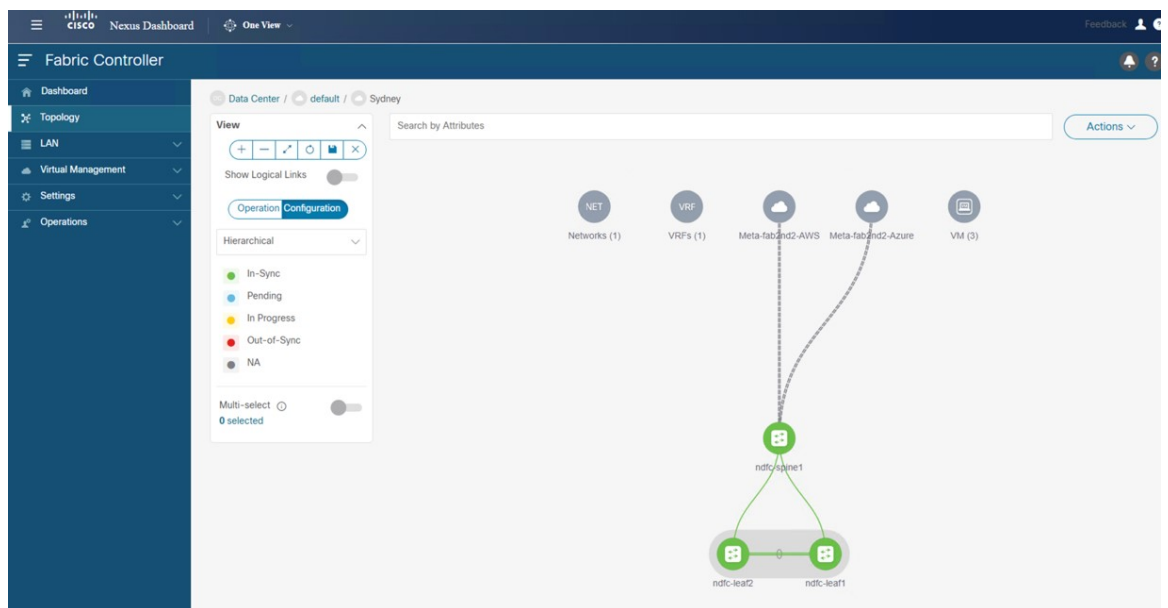 CISCO Nexus Dashboard One View Feedback
Fabric Controller
Dashboard
Topology
LAN
Virtual Management
Settings
Operations
Data Center / default / Sydney
View
Show Logical Links
Operation Configuration
Hierarchical
In-Sync
Pending
In Progress
Out-of-Sync
NA
Multi-select
0 selected
Search by Attributes
Actions
NET VRF
Networks (1) VRFs (1) Meta-fab2nd2-AWS Meta-fab2nd2-Azure VM (3)
ndfc-spine1
ndfc-leaf2 ndfc-leaf1